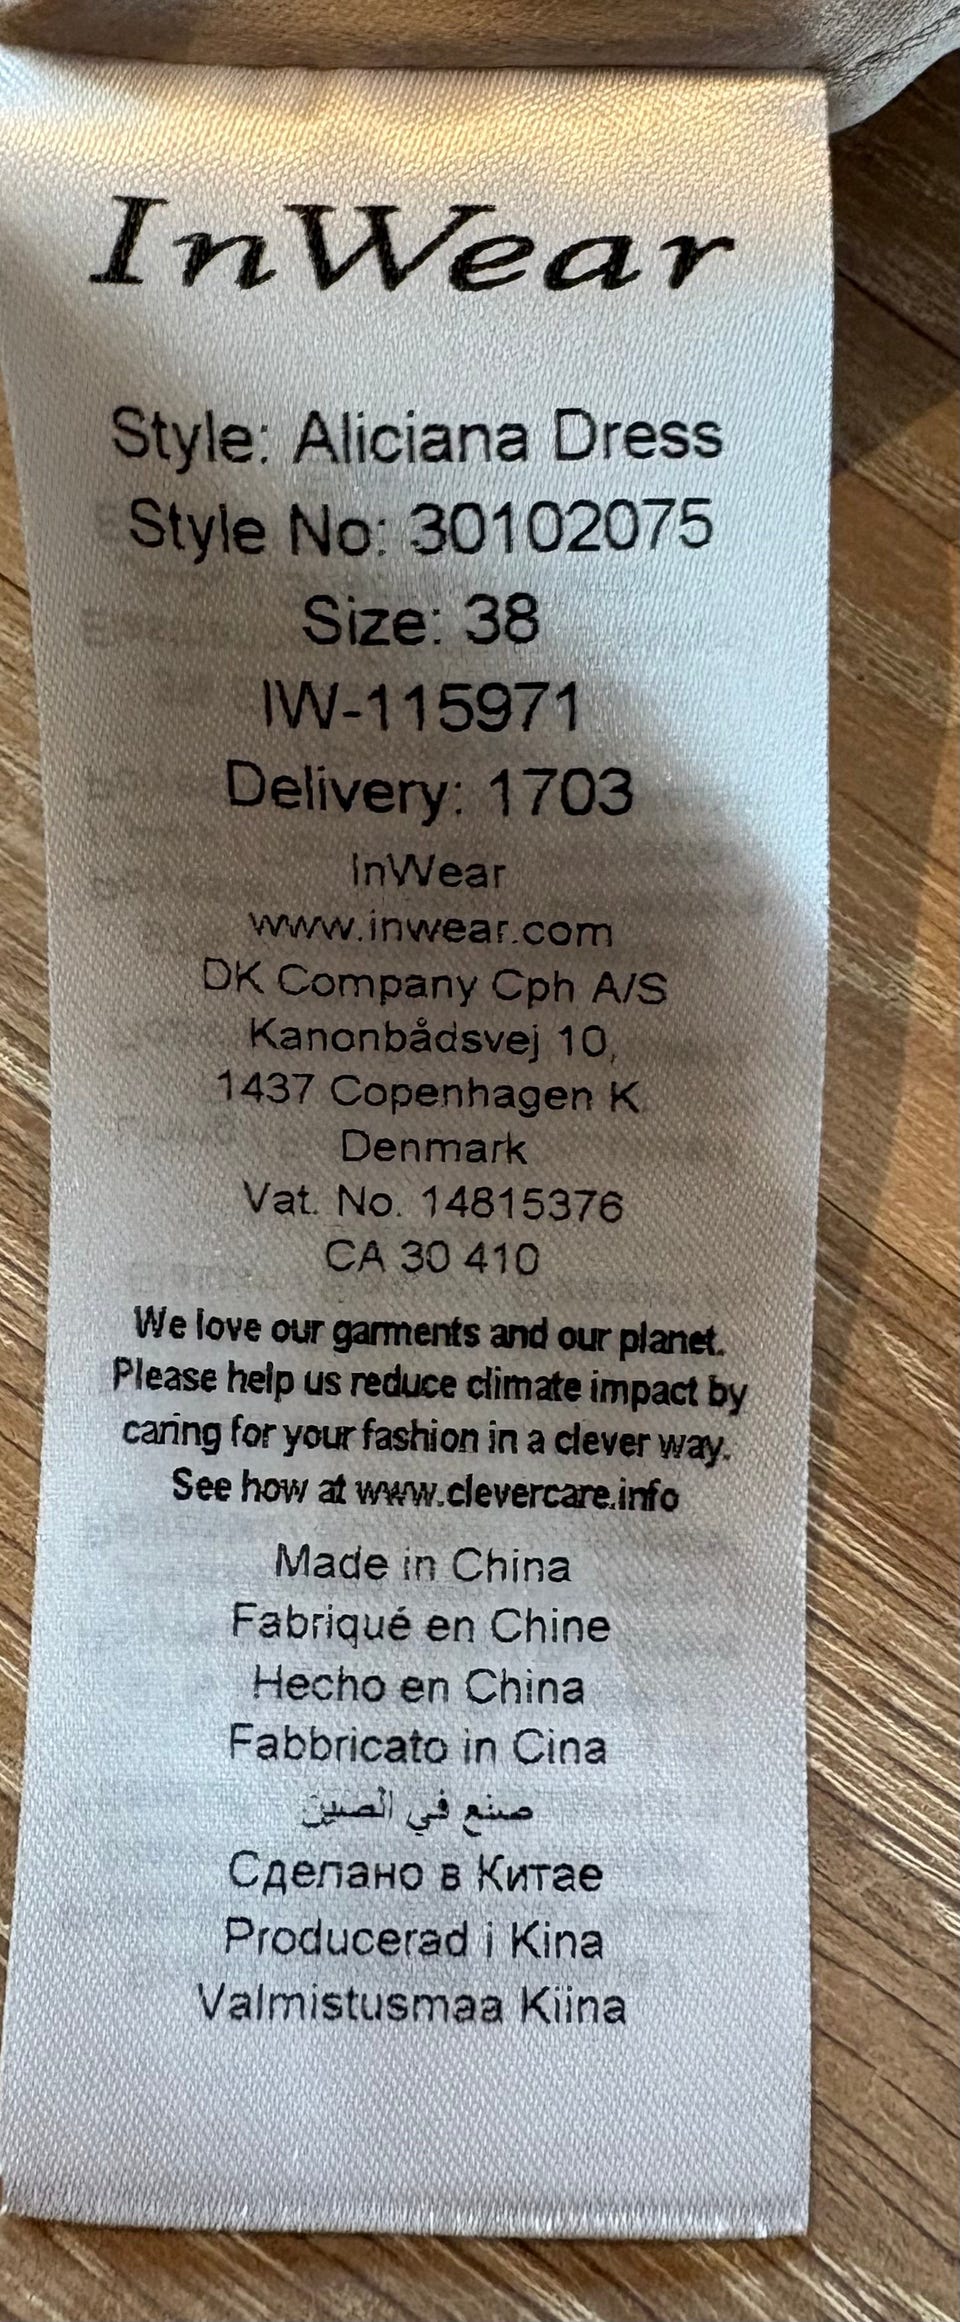 InWear
Style: Aliciana Dress
Style No: 30102075
Size: 38
IW-115971
Delivery: 1703
InWear
www.inwear.com
DK Company Cph A/S
Kanonbådsvej 10,
1437 Copenhagen K
Denmark
Vat. No. 14815376
CA 30 410
We love our garments and our planet.
Please help us reduce climate impact by
caring for your fashion in a clever way.
See how at www.clevercare.info
Made in China
Fabriqué en Chine
Hecho en China
Fabbricato in Cina
صنع في الصين
Сделано в Китае
Producerad i Kina
Valmistusmaa Kiina